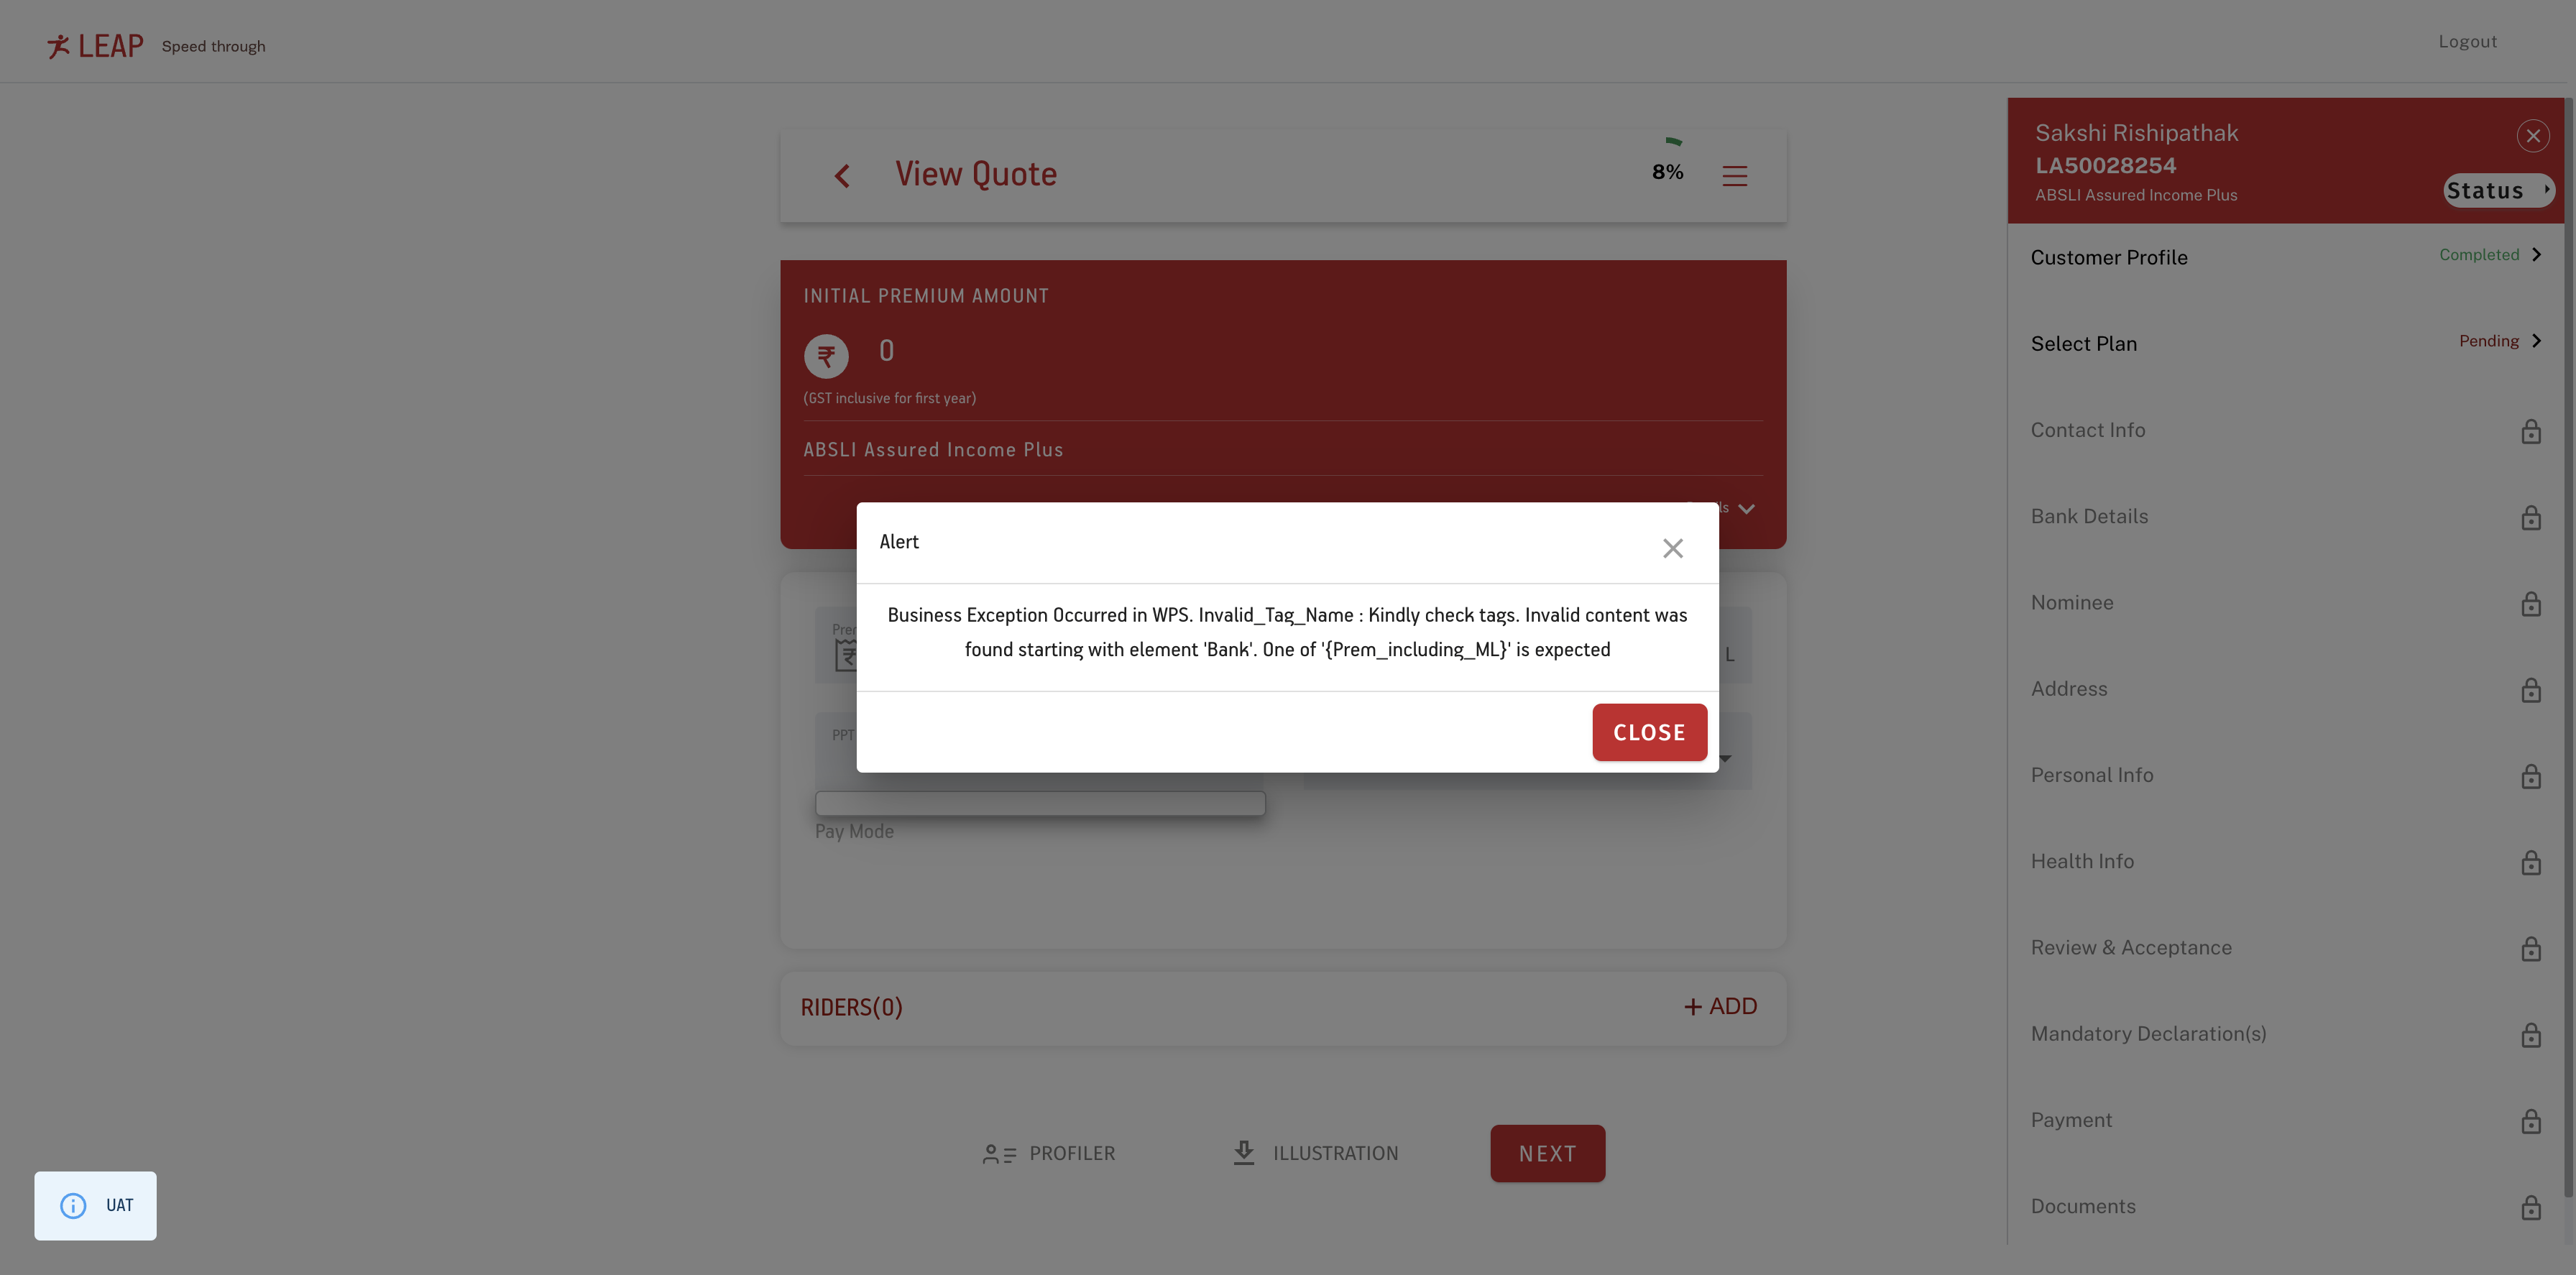 LEAP Speed through
Logout
View Quote
8%
INITIAL PREMIUM AMOUNT
₹ 0
(GST inclusive for first year)
ABSLI Assured Income Plus
Alert
Business Exception Occurred in WPS. Invalid_Tag_Name : Kindly check tags. Invalid content was
found starting with element 'Bank'. One of '{Prem_including_ML}' is expected
CLOSE
L
PPT
Pay Mode
RIDERS(0)
+ ADD
PROFILER
ILLUSTRATION
NEXT
UAT
Sakshi Rishipathak
LA50028254
ABSLI Assured Income Plus
Status
Customer Profile
Completed
Select Plan
Pending
Contact Info
Bank Details
Nominee
Address
Personal Info
Health Info
Review & Acceptance
Mandatory Declaration(s)
Payment
Documents